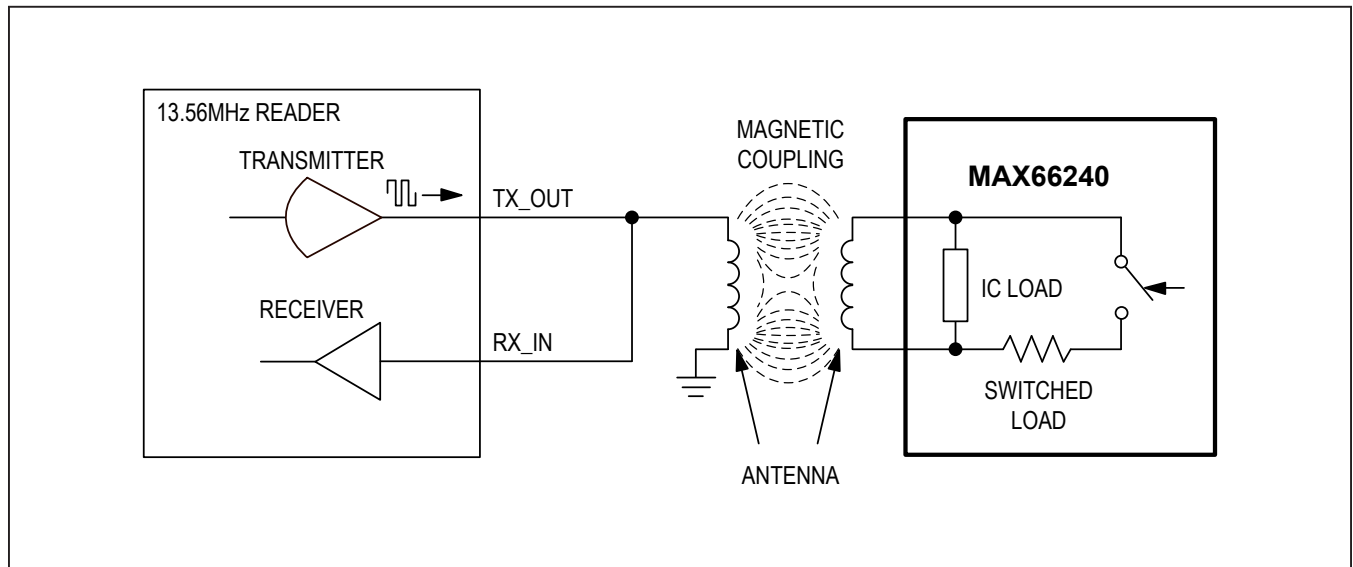 13.56MHz READER
TRANSMITTER
TX_OUT
RECEIVER
RX_IN
MAGNETIC
COUPLING
ANTENNA
MAX66240
IC LOAD
SWITCHED
LOAD